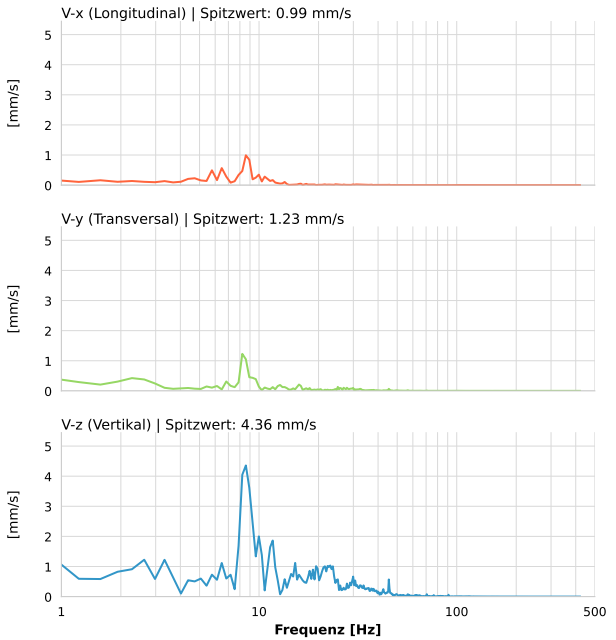 V-x (Longitudinal) | Spitzwert: 0.99 mm/s
5
4
3
2
1
0
[mm/s]
V-y (Transversal) | Spitzwert: 1.23 mm/s
5
4
3
2
1
0
[mm/s]
V-z (Vertikal) | Spitzwert: 4.36 mm/s
5
4
3
2
1
0
[mm/s]
1 10 100 500
Frequenz [Hz]